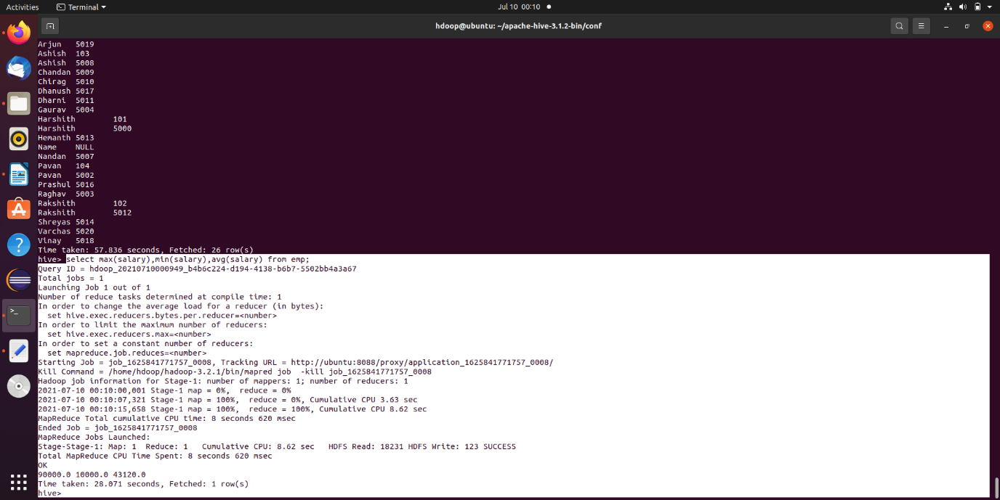 Activities
Terminal
Jul 10 00:10
hdoop@ubuntu: ~/apache-hive-3.1.2-bin/conf
Arjun 5019
Ashish 103
Ashish 5008
Chandan 5009
Chirag 5010
Dhanush 5017
Dharni 5011
Gaurav 5004
Harshith 101
Harshith 5000
Hemanth 5013
Name NULL
Nandan 5007
Pavan 104
Pavan 5002
Prashul 5016
Raghav 5003
Rakshith 102
Rakshith 5012
Shreyas 5014
Varchas 5020
Vinay 5018
Time taken: 57.836 seconds, Fetched: 26 row(s)
hive> select max(salary),min(salary),avg(salary) from emp;
Query ID = hdoop_20210710000949_b4b6c224-d194-4138-b6b7-5502bb4a3a67
Total jobs = 1
Launching Job 1 out of 1
Number of reduce tasks determined at compile time: 1
In order to change the average load for a reducer (in bytes):
  set hive.exec.reducers.bytes.per.reducer=<number>
In order to limit the maximum number of reducers:
  set hive.exec.reducers.max=<number>
In order to set a constant number of reducers:
  set mapreduce.job.reduces=<number>
Starting Job = job_1625841771757_0008, Tracking URL = http://ubuntu:8088/proxy/application_1625841771757_0008/
Kill Command = /home/hdoop/hadoop-3.2.1/bin/mapred job  -kill job_1625841771757_0008
Hadoop job information for Stage-1: number of mappers: 1; number of reducers: 1
2021-07-10 00:10:00,001 Stage-1 map = 0%,  reduce = 0%
2021-07-10 00:10:07,321 Stage-1 map = 100%,  reduce = 0%, Cumulative CPU 3.63 sec
2021-07-10 00:10:15,658 Stage-1 map = 100%,  reduce = 100%, Cumulative CPU 8.62 sec
MapReduce Total cumulative CPU time: 8 seconds 620 msec
Ended Job = job_1625841771757_0008
MapReduce Jobs Launched:
Stage-Stage-1: Map: 1  Reduce: 1   Cumulative CPU: 8.62 sec   HDFS Read: 18231 HDFS Write: 123 SUCCESS
Total MapReduce CPU Time Spent: 8 seconds 620 msec
OK
90000.0 10000.0 43120.0
Time taken: 28.071 seconds, Fetched: 1 row(s)
hive>